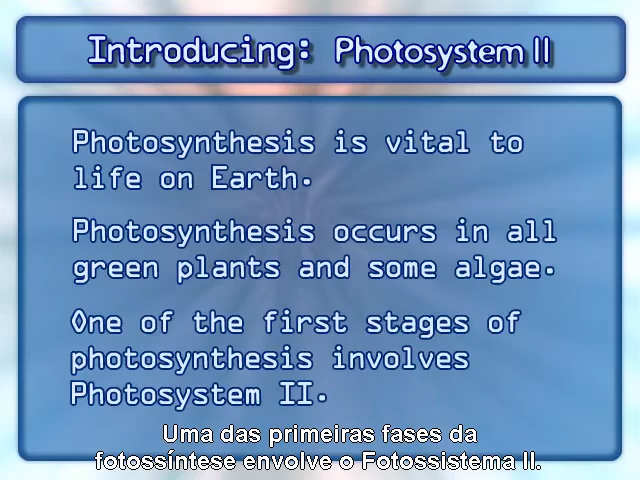 Introducing: Photosystem II
Photosynthesis is vital to
life on Earth.
Photosynthesis occurs in all
green plants and some algae.
One of the first stages of
photosynthesis involves
Photosystem II.
Uma das primeiras fases da
fotossíntese envolve o Fotossistema II.